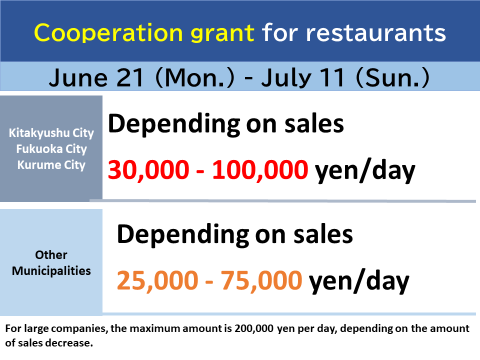 Cooperation grant for restaurants
June 21 (Mon.) - July 11 (Sun.)
Kitakyushu City
Fukuoka City
Kurume City
Depending on sales
30,000 - 100,000 yen/day
Other
Municipalities
Depending on sales
25,000 - 75,000 yen/day
For large companies, the maximum amount is 200,000 yen per day, depending on the amount
of sales decrease.